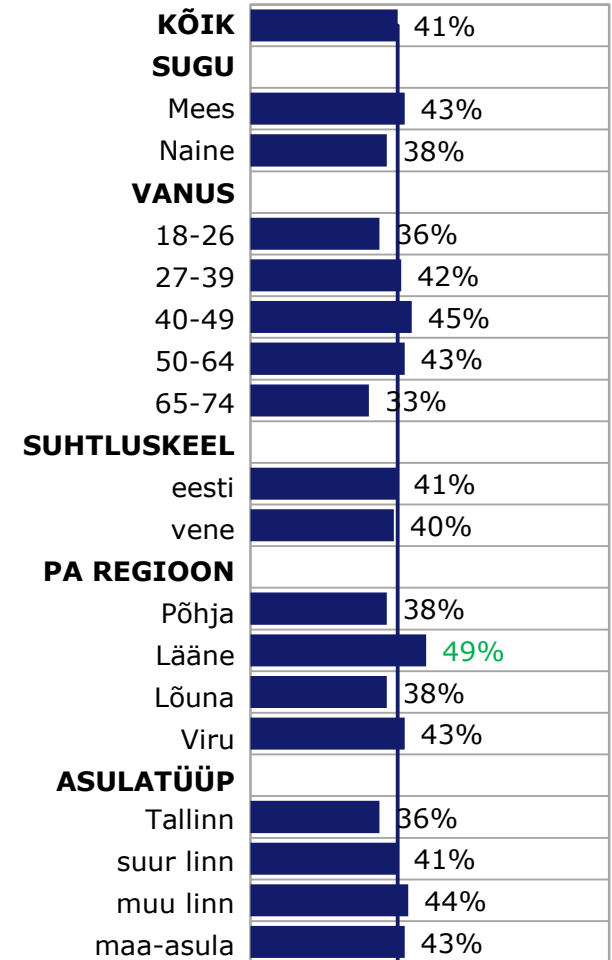 KÕIK 41%
SUGU
Mees 43%
Naine 38%
VANUS
18-26 36%
27-39 42%
40-49 45%
50-64 43%
65-74 33%
SUHTLUSKEEL
eesti 41%
vene 40%
PA REGIOON
Põhja 38%
Lääne 49%
Lõuna 38%
Viru 43%
ASULATÜÜP
Tallinn 36%
suur linn 41%
muu linn 44%
maa-asula 43%